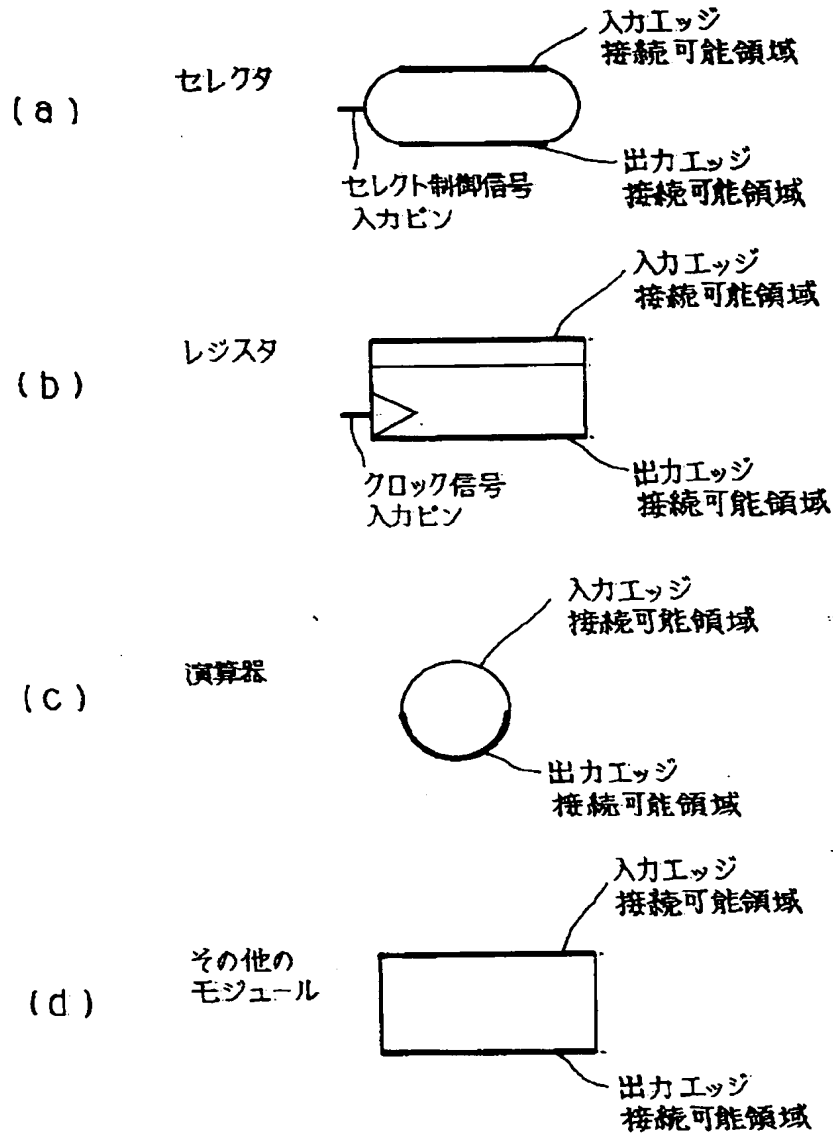 (a)
セレクタ
入力エッジ
接続可能領域
セレクト制御信号
入力ピン
出力エッジ
接続可能領域
(b)
レジスタ
入力エッジ
接続可能領域
クロック信号
入力ピン
出力エッジ
接続可能領域
(c)
演算器
入力エッジ
接続可能領域
出力エッジ
接続可能領域
(d)
その他の
モジュール
入力エッジ
接続可能領域
出力エッジ
接続可能領域